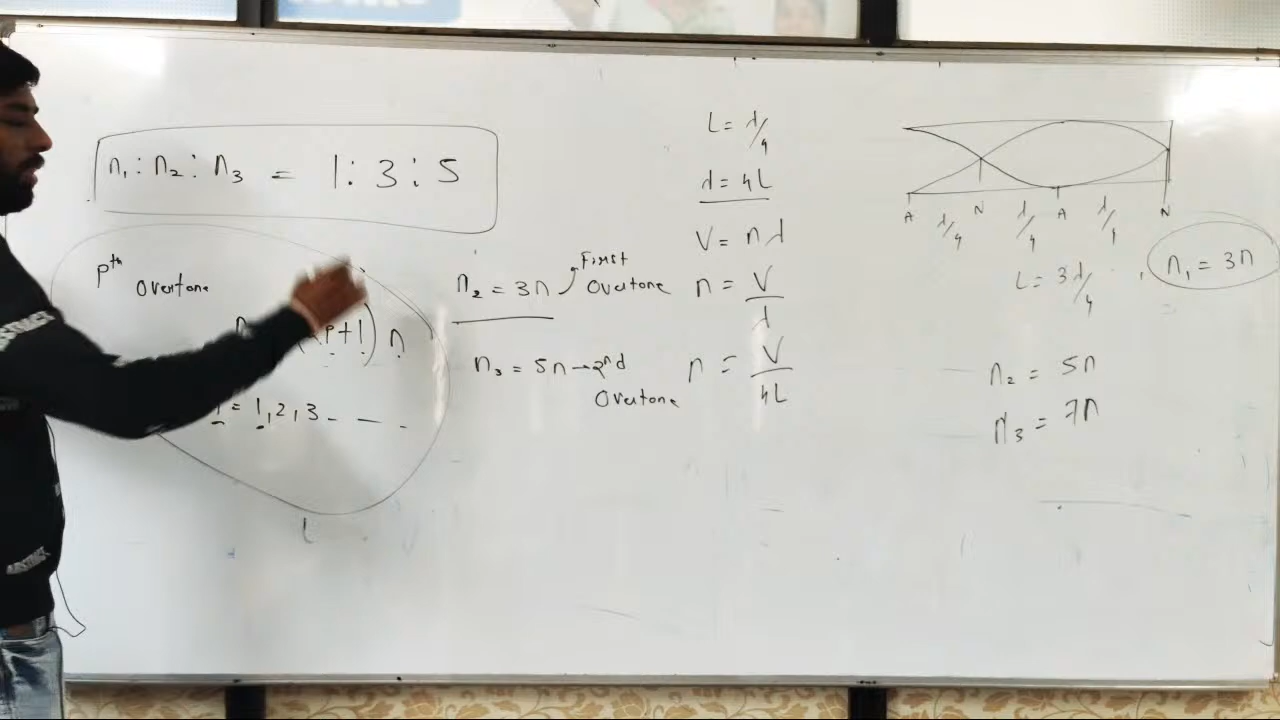 n₁ : n₂ : n₃ = 1 : 3 : 5
Pᵗʰ
Overtone
P+1) n
= 1, 2, 3 - - -
n₂ = 3n First
Overtone
n₃ = 5n → 2nd
Overtone
L = λ/4
λ = 4L
V = nλ
n = V/λ
n = V/4L
A λ/4 N λ/4 A λ/4 N
L = 3λ/4
n₁ = 3n
n₂ = 5n
n₃ = 7n
ABSTRACT